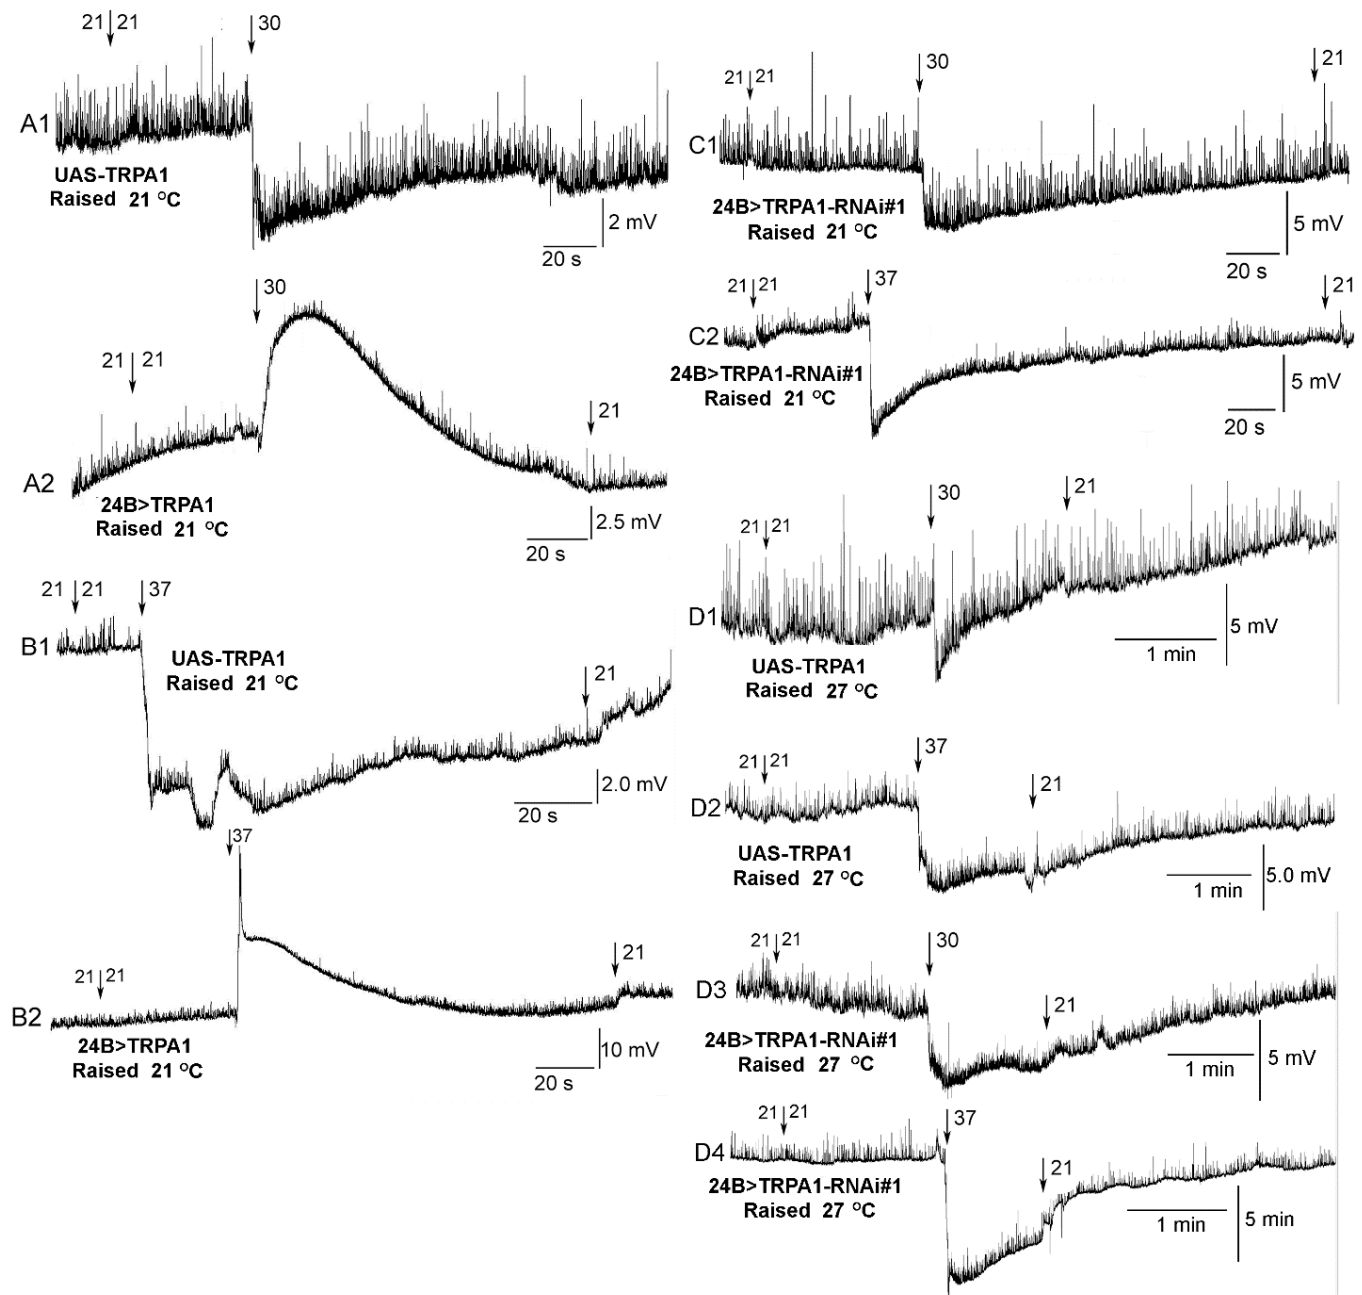 21 21
30
A1
UAS-TRPA1
Raised 21 °C
2 mV
20 s
30
21 21
21
A2
24B>TRPA1
Raised 21 °C
2.5 mV
20 s
21 21
37
B1
UAS-TRPA1
Raised 21 °C
21
2.0 mV
20 s
37
21 21
21
B2
24B>TRPA1
Raised 21 °C
10 mV
20 s
21 21
30
21
C1
24B>TRPA1-RNAi#1
Raised 21 °C
5 mV
20 s
21 21
37
21
C2
24B>TRPA1-RNAi#1
Raised 21 °C
5 mV
20 s
21 21
30
21
D1
UAS-TRPA1
Raised 27 °C
1 min
5 mV
21 21
37
21
D2
UAS-TRPA1
Raised 27 °C
1 min
5.0 mV
21 21
30
21
D3
24B>TRPA1-RNAi#1
Raised 27 °C
1 min
5 mV
21 21
37
21
D4
24B>TRPA1-RNAi#1
Raised 27 °C
1 min
5 min